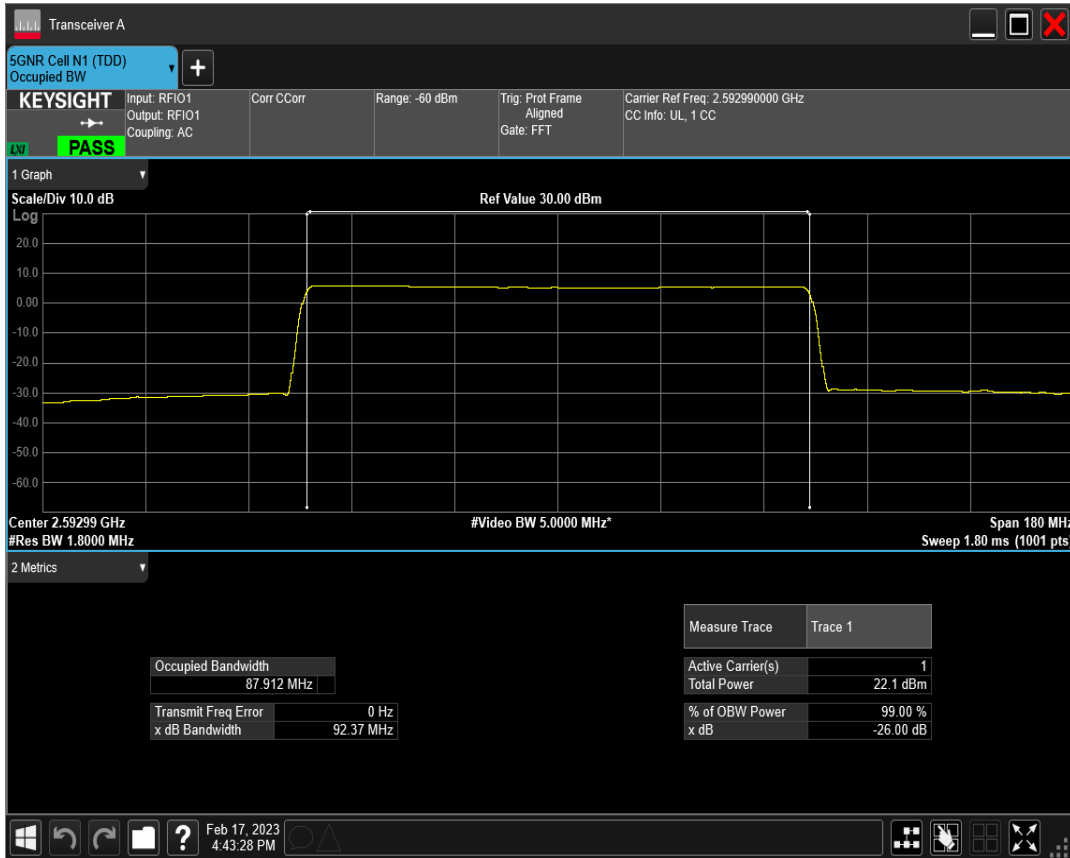 Transceiver A
5GNR Cell N1 (TDD)
Occupied BW
+
KEYSIGHT
LXI
PASS
Input: RFIO1
Output: RFIO1
Coupling: AC
Corr CCorr
Range: -60 dBm
Trig: Prot Frame
Aligned
Gate: FFT
Carrier Ref Freq: 2.592990000 GHz
CC Info: UL, 1 CC
1 Graph
Scale/Div 10.0 dB
Ref Value 30.00 dBm
Log
20.0
10.0
0.00
-10.0
-20.0
-30.0
-40.0
-50.0
-60.0
Center 2.59299 GHz
#Video BW 5.0000 MHz*
Span 180 MHz
#Res BW 1.8000 MHz
Sweep 1.80 ms (1001 pts)
2 Metrics
Measure Trace Trace 1
Occupied Bandwidth
87.912 MHz
Active Carrier(s) 1
Total Power 22.1 dBm
Transmit Freq Error 0 Hz
x dB Bandwidth 92.37 MHz
% of OBW Power 99.00 %
x dB -26.00 dB
?
Feb 17, 2023
4:43:28 PM